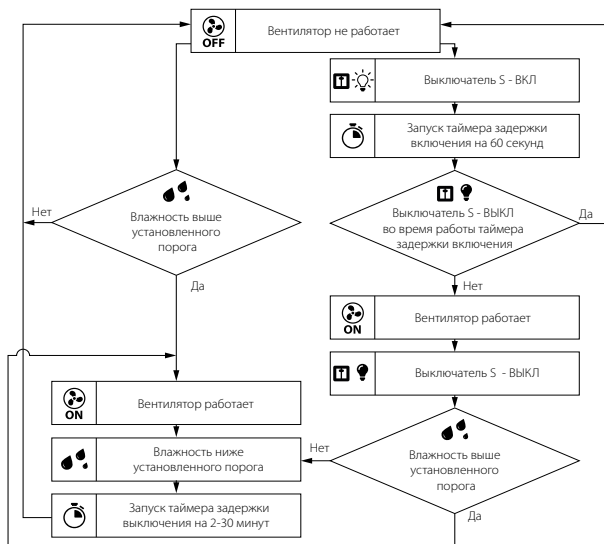 OFF
Вентилятор не работает
Выключатель S - ВКЛ
Запуск таймера задержки
включения на 60 секунд
Нет
Влажность выше
установленного
порога
Да
Выключатель S - ВЫКЛ
во время работы таймера
задержки включения
Да
Нет
ON
Вентилятор работает
Выключатель S - ВЫКЛ
ON
Вентилятор работает
Влажность ниже
установленного порога
Запуск таймера задержки
выключения на 2-30 минут
Нет
Влажность выше
установленного
порога
Да